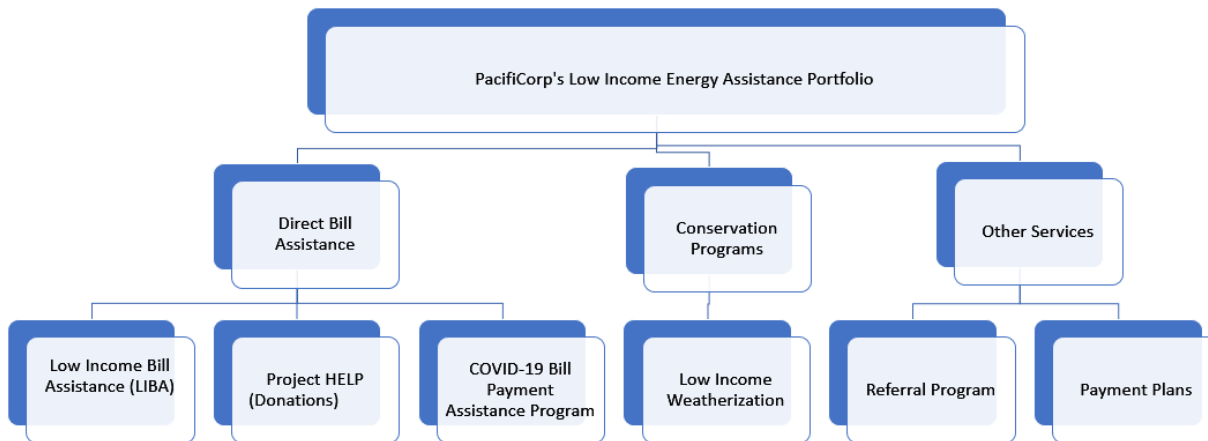 PacifiCorp's Low Income Energy Assistance Portfolio
Direct Bill
Assistance
Conservation
Programs
Other Services
Low Income Bill
Assistance (LIBA)
Project HELP
(Donations)
COVID-19 Bill
Payment
Assistance Program
Low Income
Weatherization
Referral Program
Payment Plans